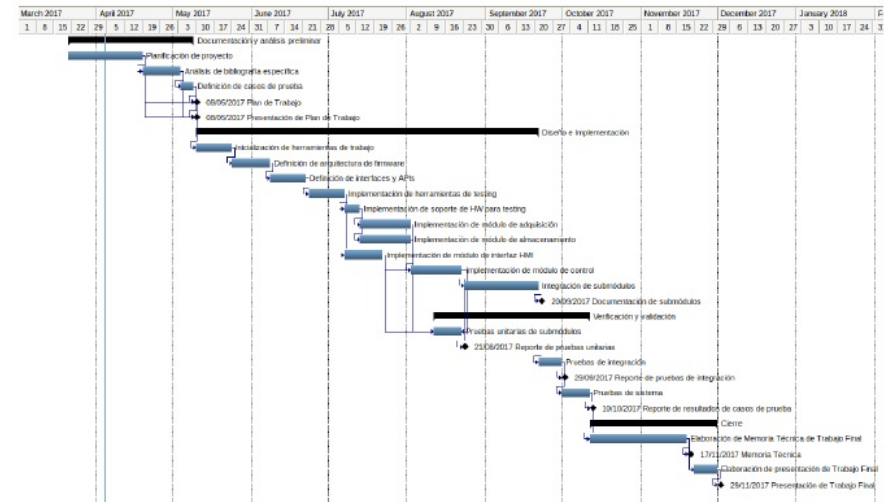 March 2017 April 2017 May 2017 June 2017 July 2017 August 2017 September 2017 October 2017 November 2017 December 2017 January 2018 F
1 8 15 22 29 5 12 19 26 3 10 17 24 31 7 14 21 28 5 12 19 26 2 9 16 23 30 6 13 20 27 4 11 18 25 1 8 15 22 29 6 13 20 27 3 10 17 24 31
Documentación y análisis preliminar
Planificación de proyecto
Análisis de bibliografía específica
Definición de casos de prueba
08/05/2017 Plan de Trabajo
08/05/2017 Presentación de Plan de Trabajo
Diseño e Implementación
Inicialización de herramientas de trabajo
Definición de arquitectura de firmware
Definición de interfaces y APIs
Implementación de herramientas de testing
Implementación de soporte de HW para testing
Implementación de módulo de adquisición
Implementación de módulo de almacenamiento
Implementación de módulo de interfaz HMI
Implementación de módulo de control
Integración de submódulos
20/09/2017 Documentación de submódulos
Verificación y validación
Pruebas unitarias de submódulos
21/08/2017 Reporte de pruebas unitarias
Pruebas de integración
29/09/2017 Reporte de pruebas de integración
Pruebas de sistema
10/10/2017 Reporte de resultados de casos de prueba
Cierre
Elaboración de Memoria Técnica de Trabajo Final
17/11/2017 Memoria Técnica
Elaboración de presentación de Trabajo Final
29/11/2017 Presentación de Trabajo Final